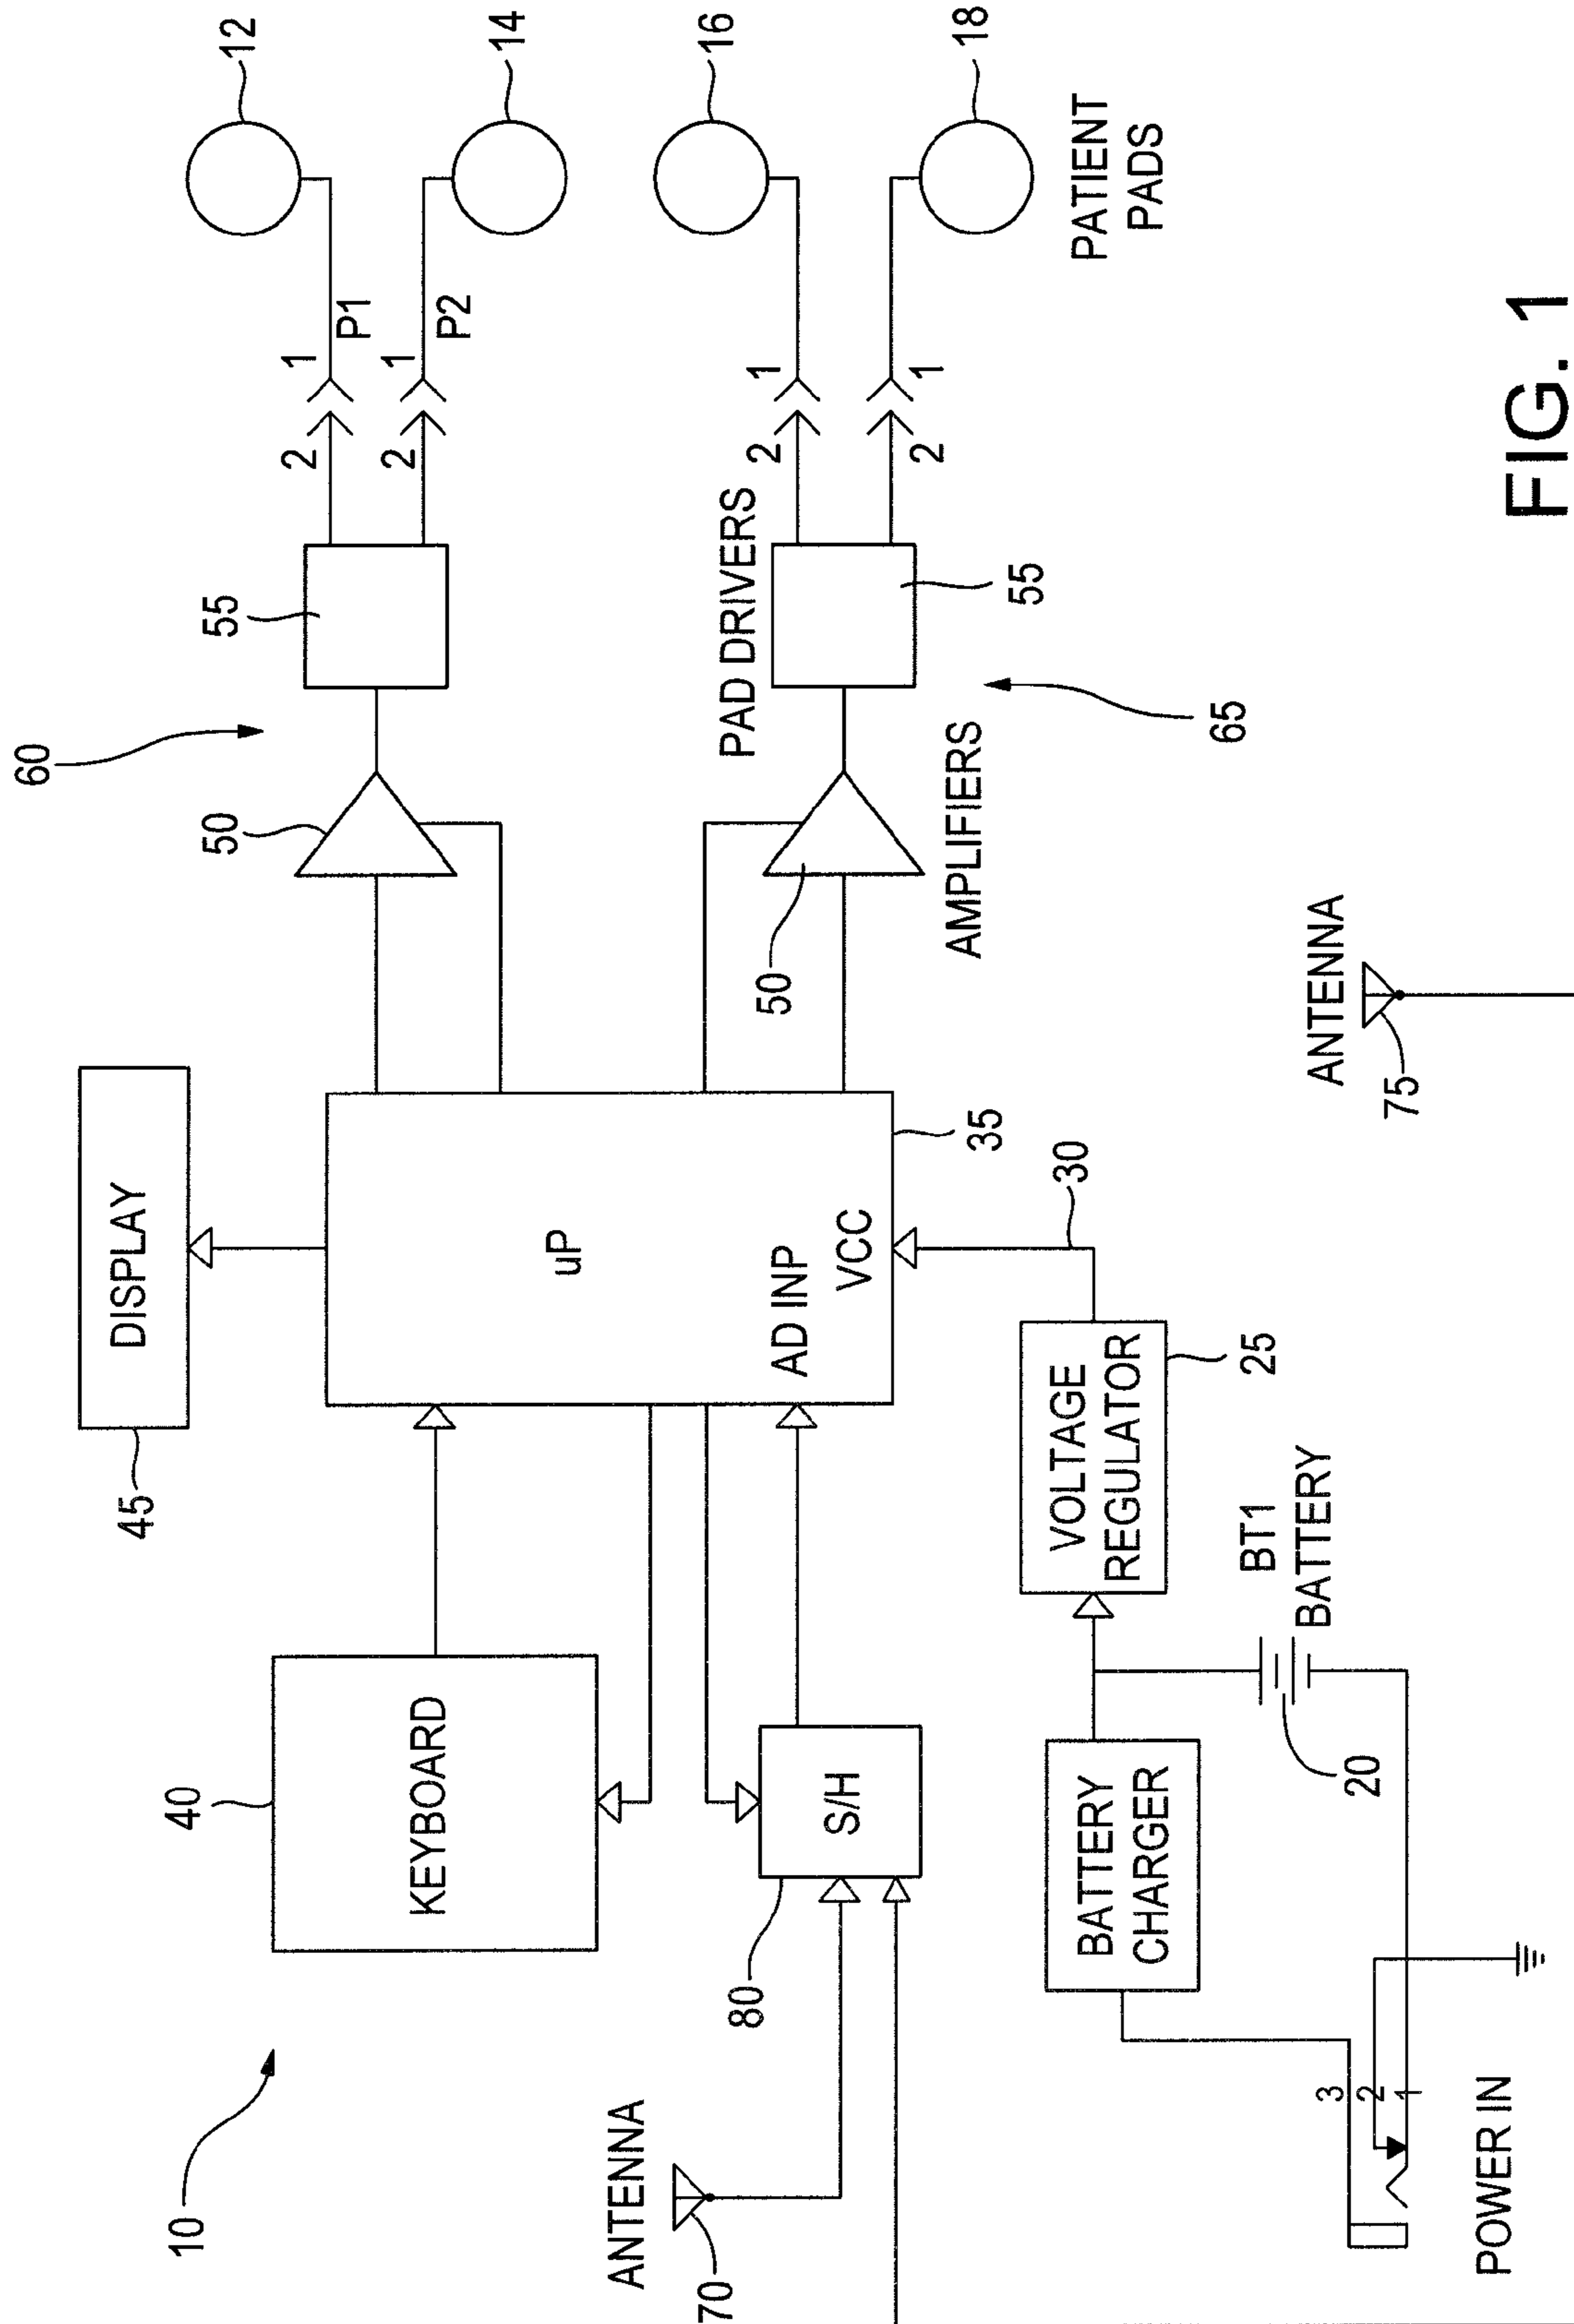 10
40
KEYBOARD
45
DISPLAY
60
50
55
2
1
P1
2
1
P2
12
14
uP
AD INP
VCC
35
ANTENNA
70
80
S/H
50
AMPLIFIERS
PAD DRIVERS
55
65
2
1
2
1
16
18
PATIENT
PADS
BATTERY
CHARGER
VOLTAGE
REGULATOR
25
30
BT1
BATTERY
20
3
2
1
POWER IN
ANTENNA
75
FIG. 1